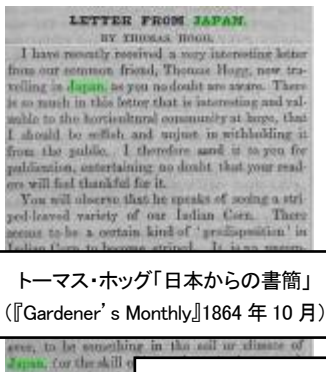 LETTER FROM JAPAN.
BY THOMAS HOGG.
I have recently received a very interesting letter
from our common friend, Thomas Hogg, now tra-
velling in Japan, as you no doubt are aware. There
is so much in this letter that is interesting and val-
uable to the horticultural community at large, that
I should be selfish and unjust in withholding it
from the public. I therefore send it to you for
publication, entertaining no doubt that your read-
ers will feel thankful for it.
You will observe that he speaks of seeing a stri-
ped-leaved variety of our Indian Corn. There
seems to be a certain kind of 'predisposition' in
Indian Corn to become striped. It is an
トーマス・ホッグ「日本からの書簡」
(『Gardener's Monthly』1864 年 10 月)
to be something in the soil or climate of
Japan, (or the skill